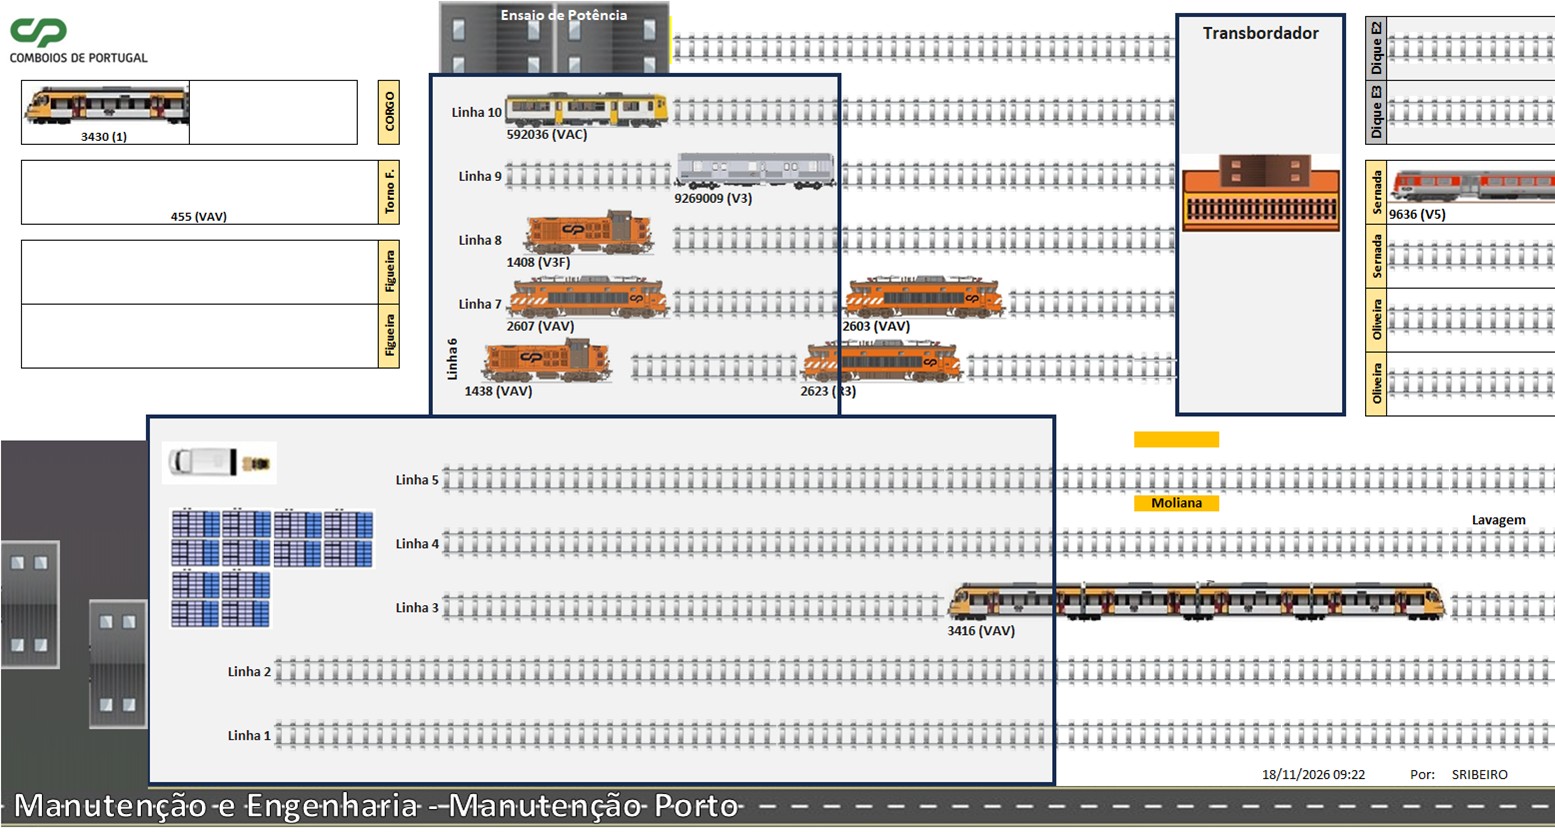 Ensaio de Potência
Transbordador
Dique E2
Dique E3
CP
COMBOIOS DE PORTUGAL
CORGO
3430 (1)
Linha 10
592036 (VAC)
Torno F.
455 (VAV)
Linha 9
9269009 (V3)
Sernada
9636 (V5)
Linha 8
1408 (V3F)
Figueira
Sernada
Linha 7
2607 (VAV)
2603 (VAV)
Figueira
Oliveira
Linha 6
1438 (VAV)
2623 (R3)
Oliveira
Linha 5
Moliana
Lavagem
Linha 4
Linha 3
3416 (VAV)
Linha 2
Linha 1
18/11/2026 09:22 Por: SRIBEIRO
Manutenção e Engenharia - Manutenção Porto